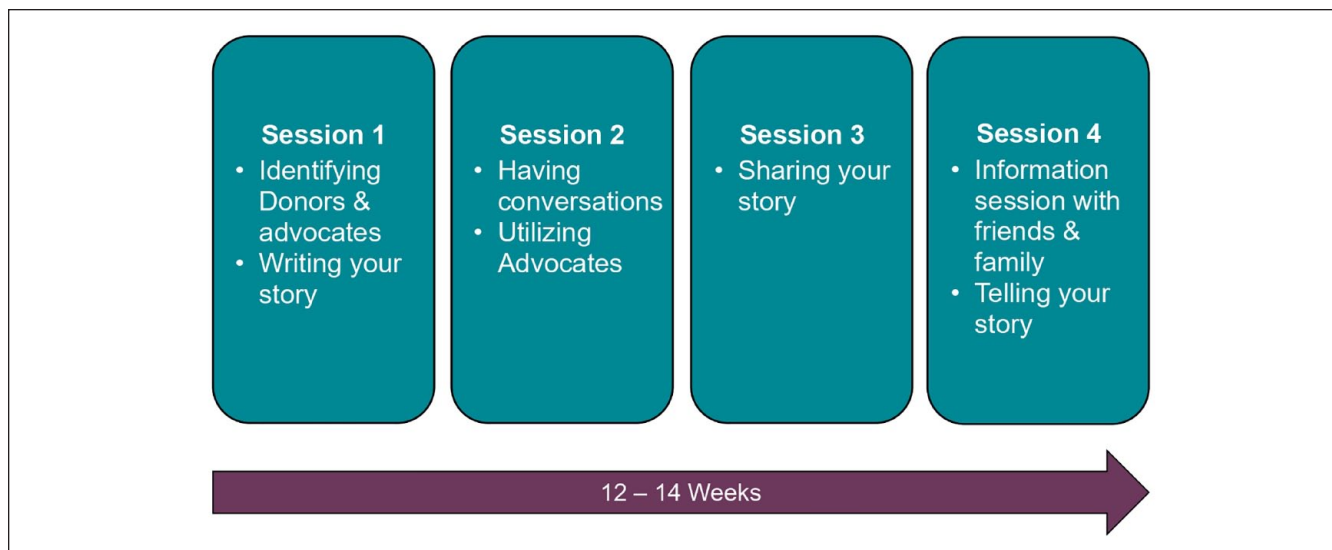 Session 1
• Identifying
Donors &
advocates
• Writing your
story
Session 2
• Having
conversations
• Utilizing
Advocates
Session 3
• Sharing your
story
Session 4
• Information
session with
friends &
family
• Telling your
story
12 – 14 Weeks